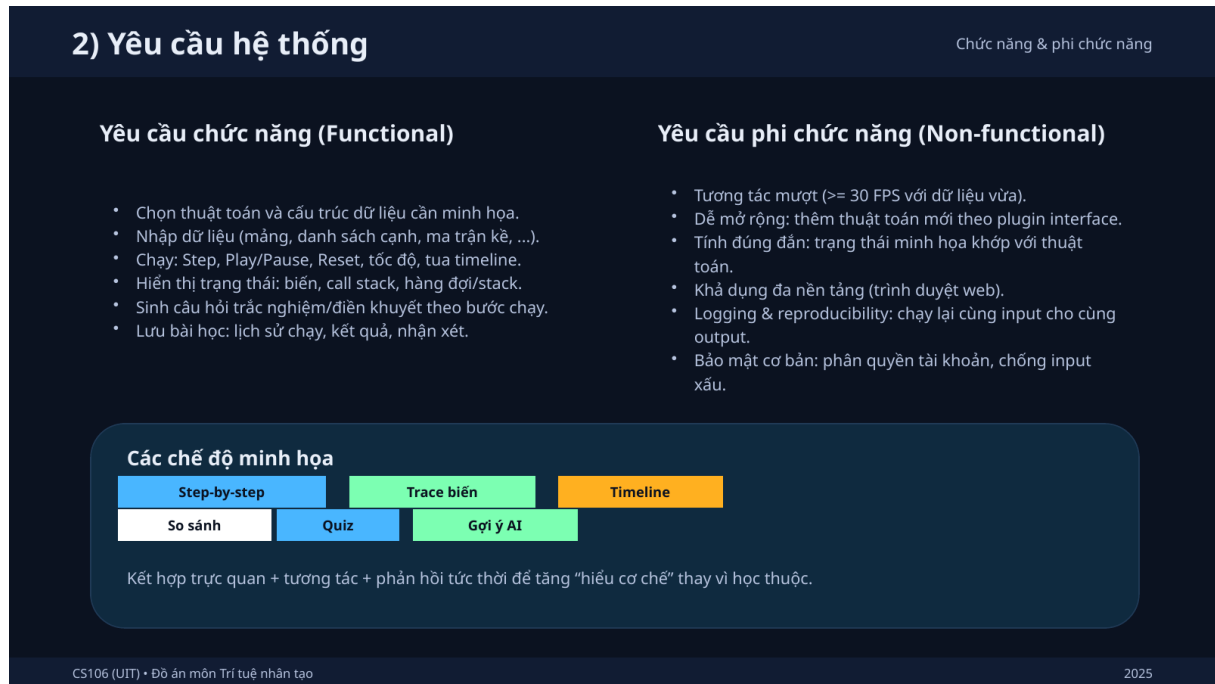 2) Yêu cầu hệ thống
Chức năng & phi chức năng
Yêu cầu chức năng (Functional)
• Chọn thuật toán và cấu trúc dữ liệu cần minh họa.
• Nhập dữ liệu (mảng, danh sách cạnh, ma trận kề, ...).
• Chạy: Step, Play/Pause, Reset, tốc độ, tua timeline.
• Hiển thị trạng thái: biến, call stack, hàng đợi/stack.
• Sinh câu hỏi trắc nghiệm/điền khuyết theo bước chạy.
• Lưu bài học: lịch sử chạy, kết quả, nhận xét.
Yêu cầu phi chức năng (Non-functional)
• Tương tác mượt (>= 30 FPS với dữ liệu vừa).
• Dễ mở rộng: thêm thuật toán mới theo plugin interface.
• Tính đúng đắn: trạng thái minh họa khớp với thuật
toán.
• Khả dụng đa nền tảng (trình duyệt web).
• Logging & reproducibility: chạy lại cùng input cho cùng
output.
• Bảo mật cơ bản: phân quyền tài khoản, chống input
xấu.
Các chế độ minh họa
Step-by-step
Trace biến
Timeline
So sánh
Quiz
Gợi ý AI
Kết hợp trực quan + tương tác + phản hồi tức thời để tăng “hiểu cơ chế” thay vì học thuộc.
CS106 (UIT) • Đồ án môn Trí tuệ nhân tạo
2025